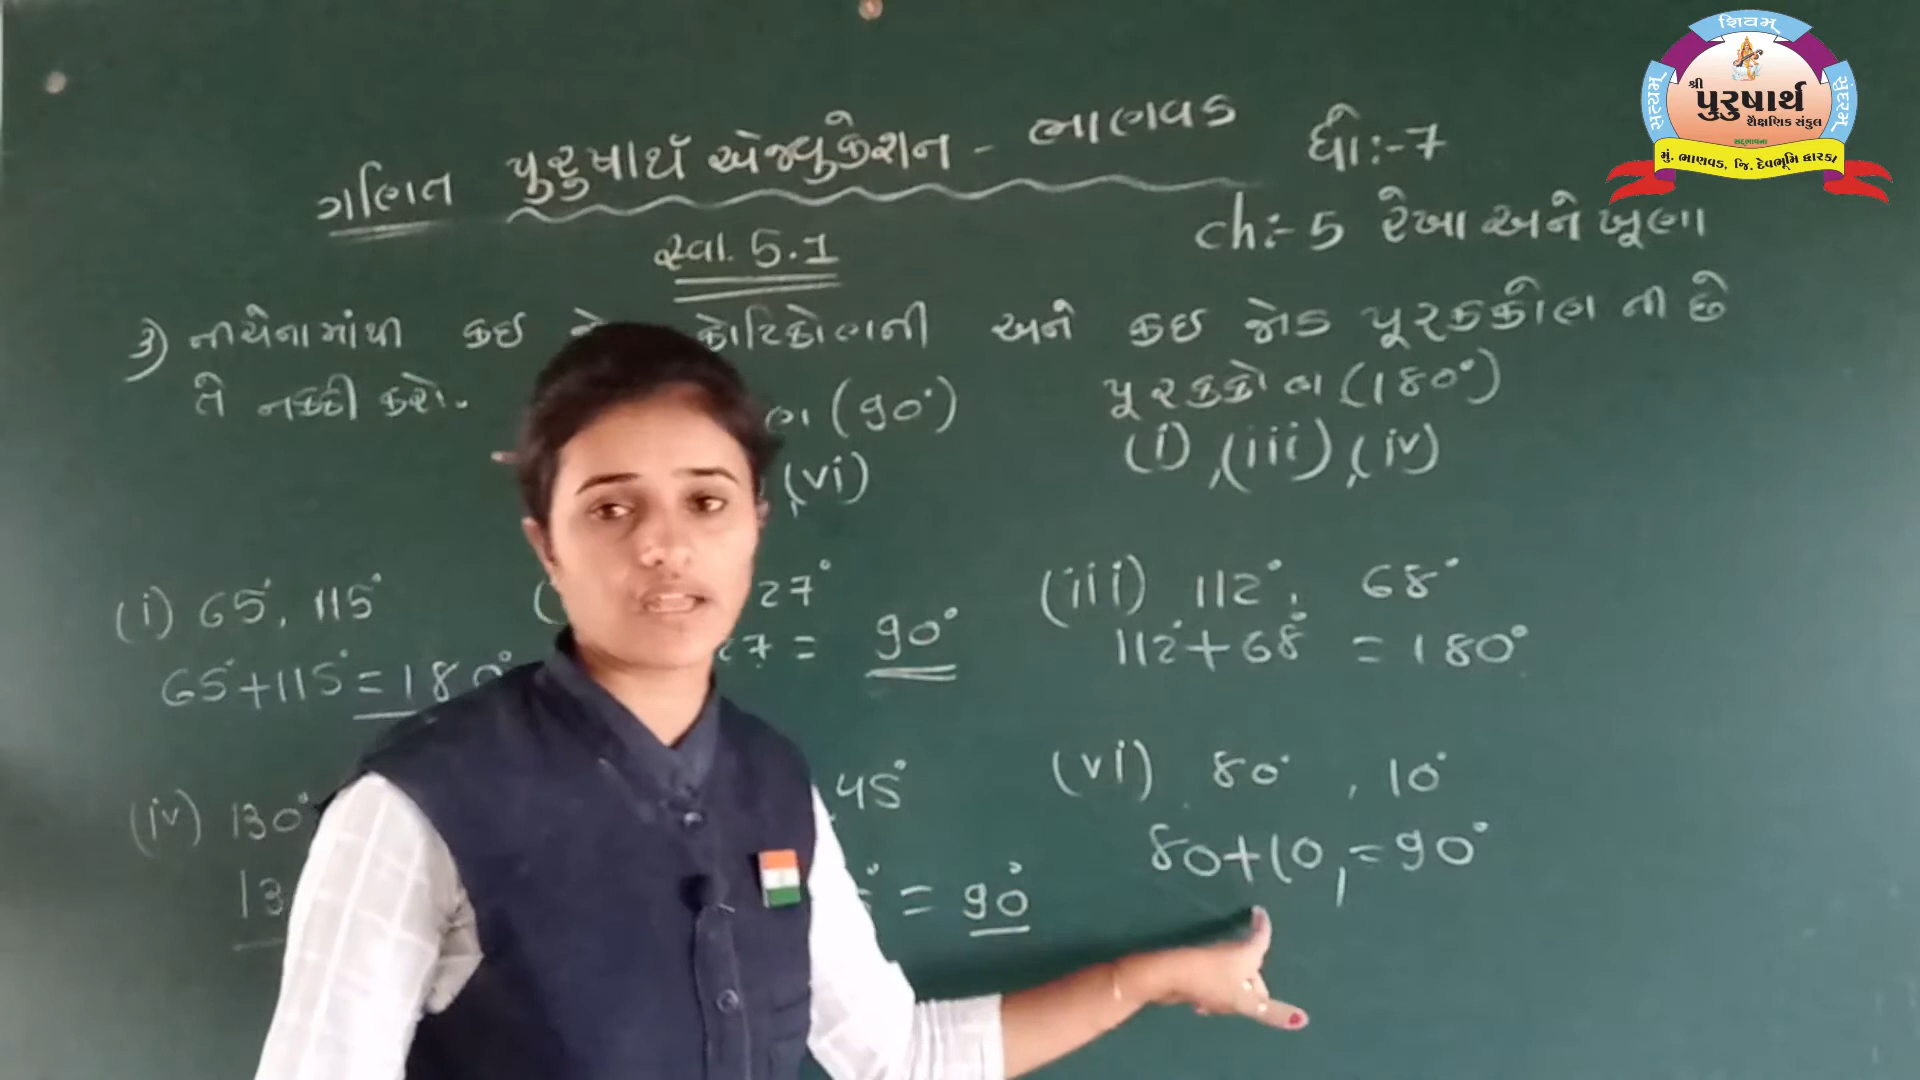 શિવમ્
સત્યમ્
સુંદરમ્
શ્રી
પુરુષાર્થ
શૈક્ષણિક સંકુલ
મું. ભાણવડ, જિ. દેવભૂમિ દ્વારકા
ગણિત પુરુષાર્થ એજ્યુકેશન - ભાણવડ ધો:-7
સ્વા. 5.1 ch:-5 રેખા અને ખૂણા
3) નીચેનામાંથી કઇ કોટિકોણની અને કઇ જોડ પૂરકકોણ ની છે
તે નક્કી કરો.
ણ (90°) પૂરકકોણ (180°)
,(vi) (i) ,(iii) ,(iv)
(i) 65°, 115° 27° (iii) 112°, 68°
65°+115°=180° 27 = 90° 112°+68° = 180°
(iv) 130° 45° (vi) 80° , 10°
13 = 90° 80+10,=90°